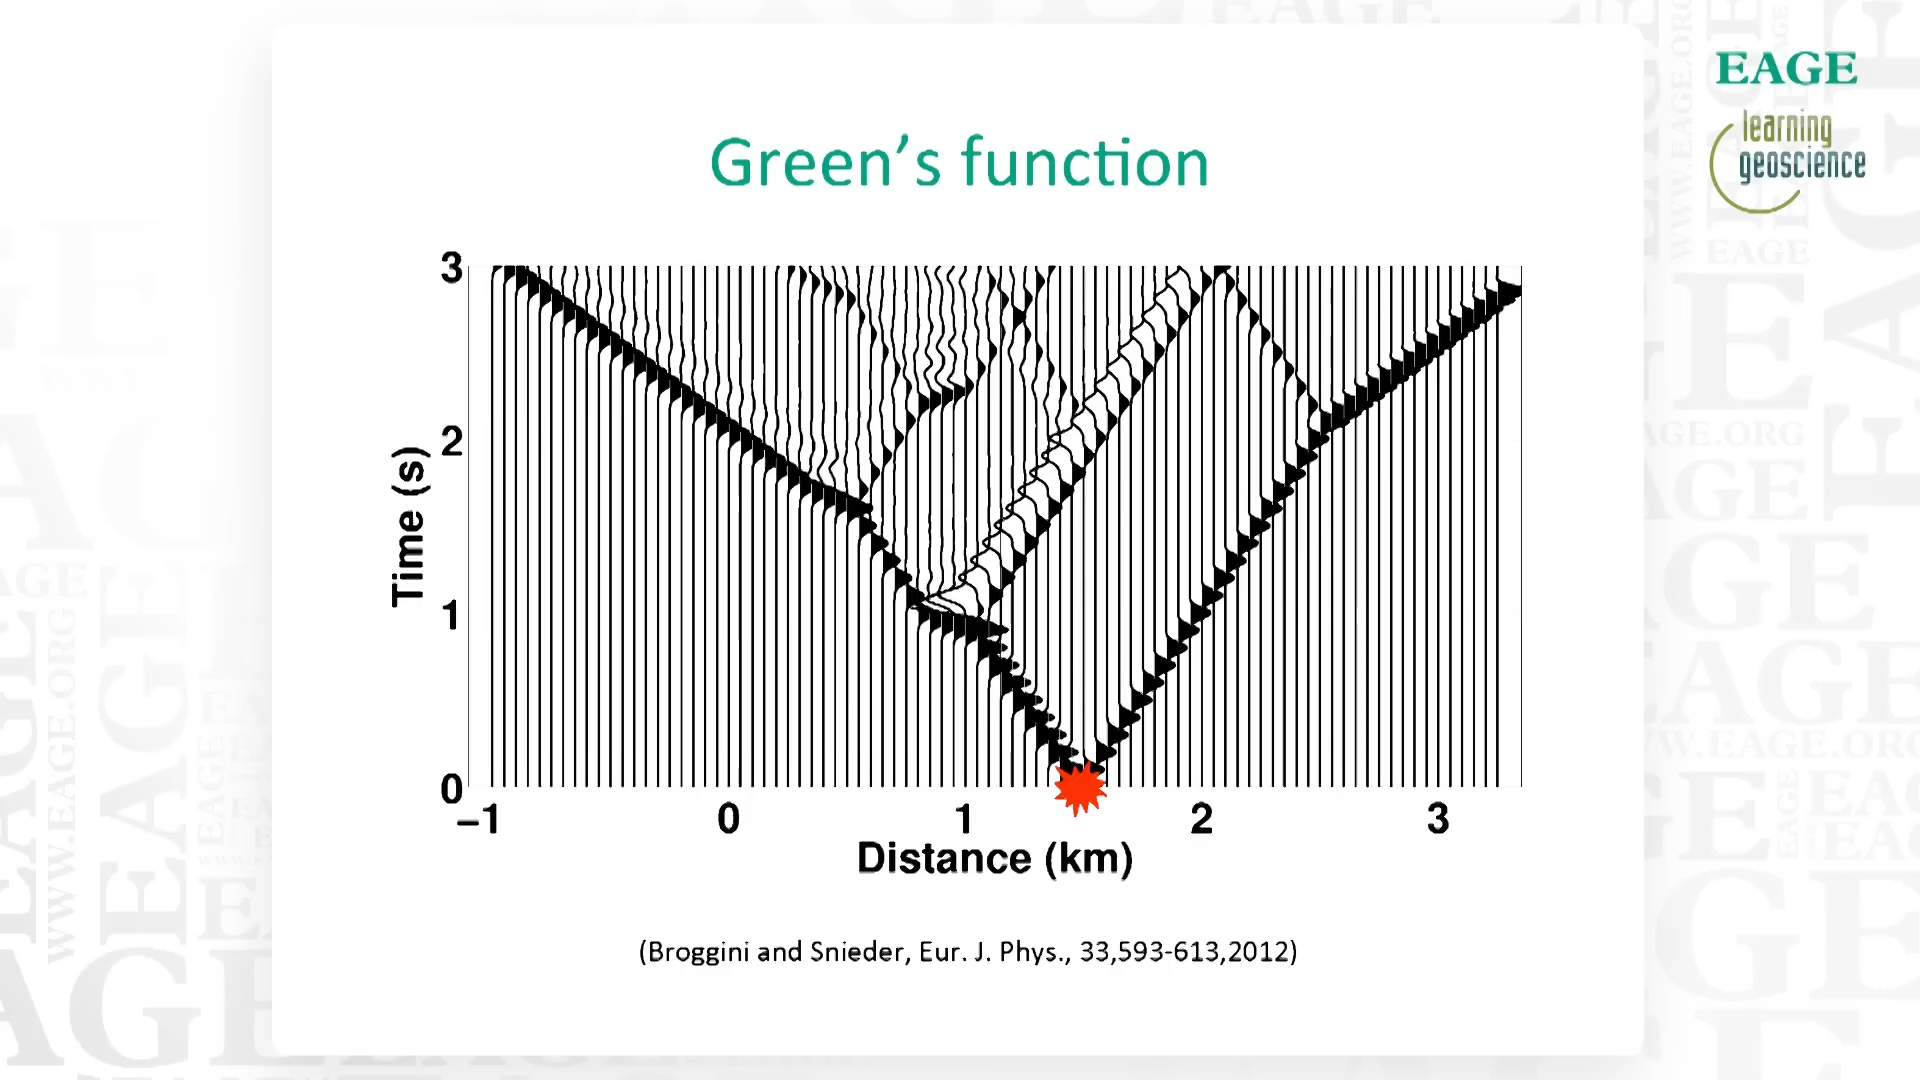 EAGE
learning
geoscience
Green's function
3
2
1
0
Time (s)
−1 0 1 2 3
Distance (km)
(Broggini and Snieder, Eur. J. Phys., 33,593-613,2012)